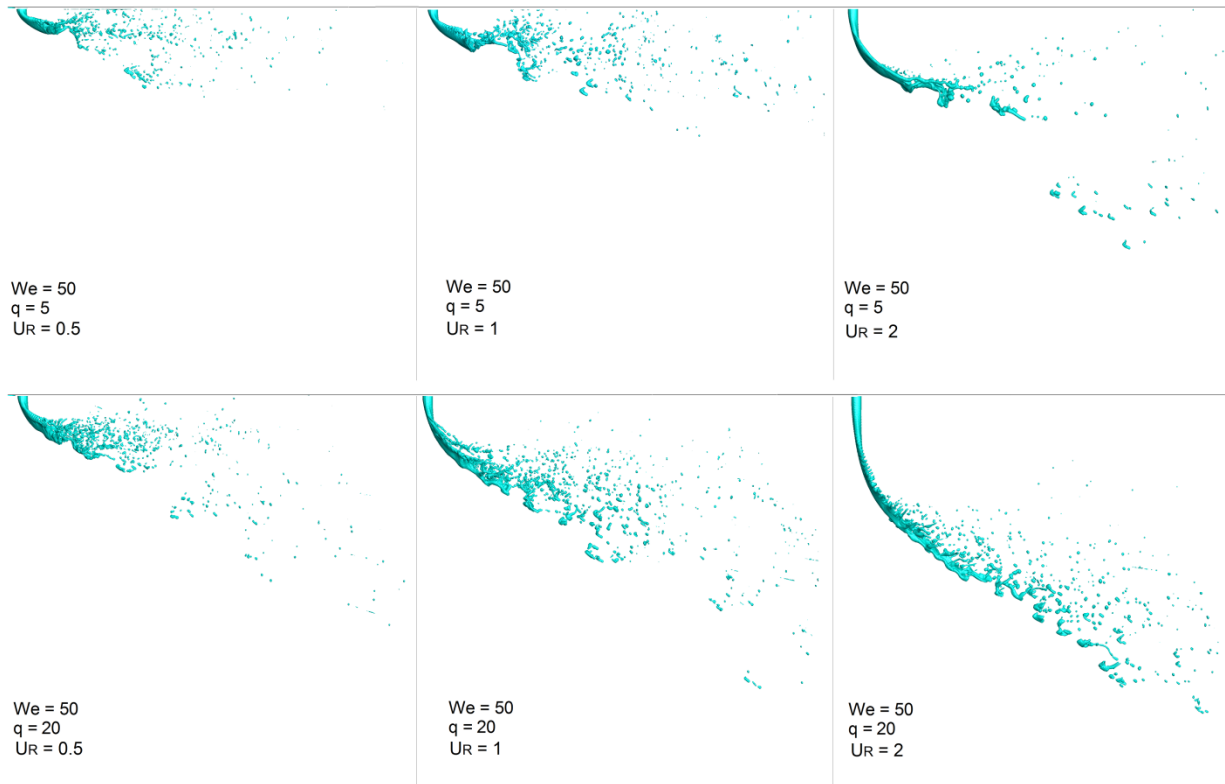 We = 50
q = 5
UR = 0.5
We = 50
q = 5
UR = 1
We = 50
q = 5
UR = 2
We = 50
q = 20
UR = 0.5
We = 50
q = 20
UR = 1
We = 50
q = 20
UR = 2